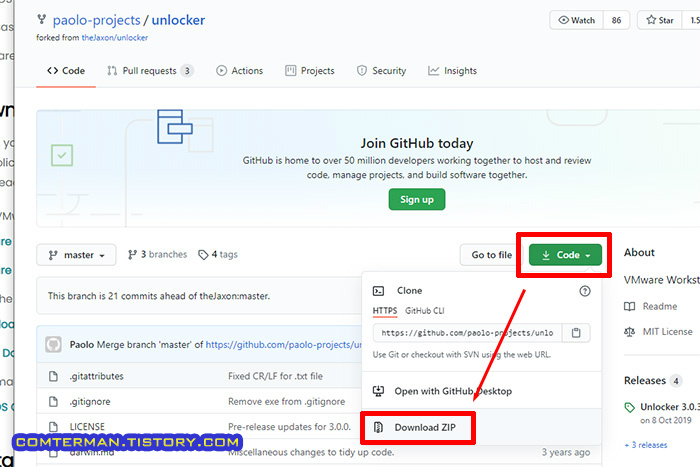 paolo-projects / unlocker
forked from theJaxon/unlocker
Watch 86
Star 1.5
Code
Pull requests 3
Actions
Projects
Security
Insights
Join GitHub today
GitHub is home to over 50 million developers working together to host and review
code, manage projects, and build software together.
Sign up
master
3 branches
4 tags
Go to file
Code
This branch is 21 commits ahead of theJaxon:master.
Paolo Merge branch 'master' of https://github.com/paolo-projects/un
.gitattributes Fixed CR/LF for .txt file
.gitignore Remove exe from .gitignore
LICENSE Pre-release updates for 3.0.0.
darwin.md Miscellaneous changes to tidy up code. 3 years ago
Clone
HTTPS GitHub CLI
https://github.com/paolo-projects/unlo
Use Git or checkout with SVN using the web URL.
Open with GitHub Desktop
Download ZIP
About
VMware Workst
Readme
MIT License
Releases 4
Unlocker 3.0.3
on 8 Oct 2019
+ 3 releases
COMTERMAN.TISTORY.COM